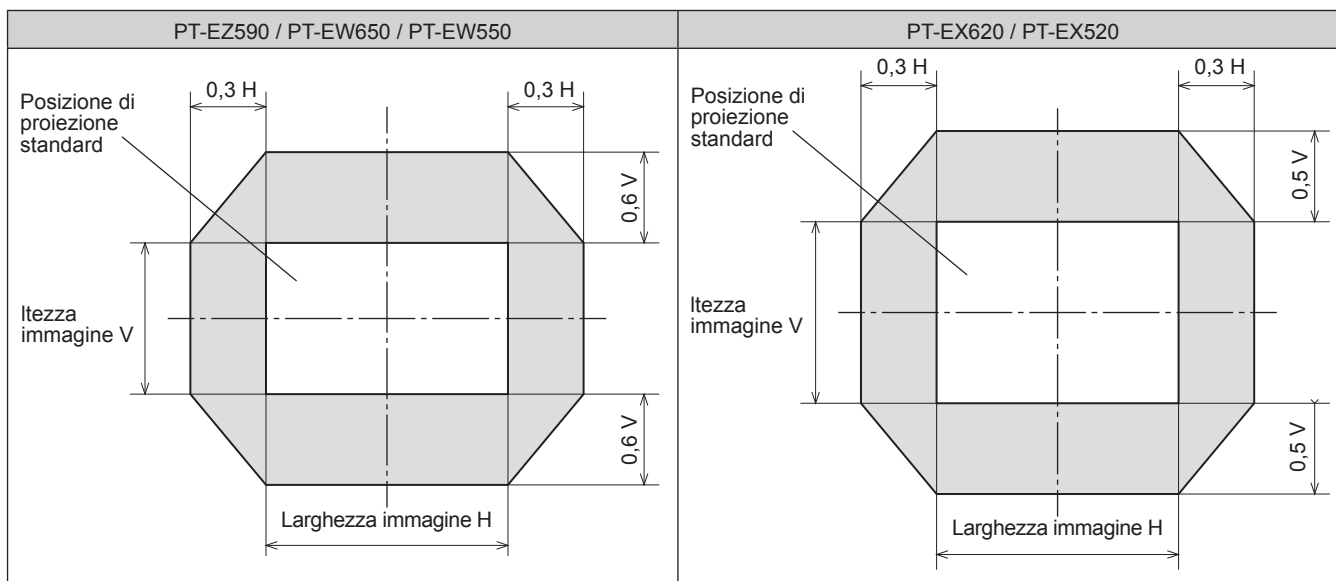 PT-EZ590 / PT-EW650 / PT-EW550
0,3 H
0,3 H
Posizione di
proiezione
standard
0,6 V
Itezza
immagine V
0,6 V
Larghezza immagine H
PT-EX620 / PT-EX520
0,3 H
0,3 H
Posizione di
proiezione
standard
0,5 V
Itezza
immagine V
0,5 V
Larghezza immagine H